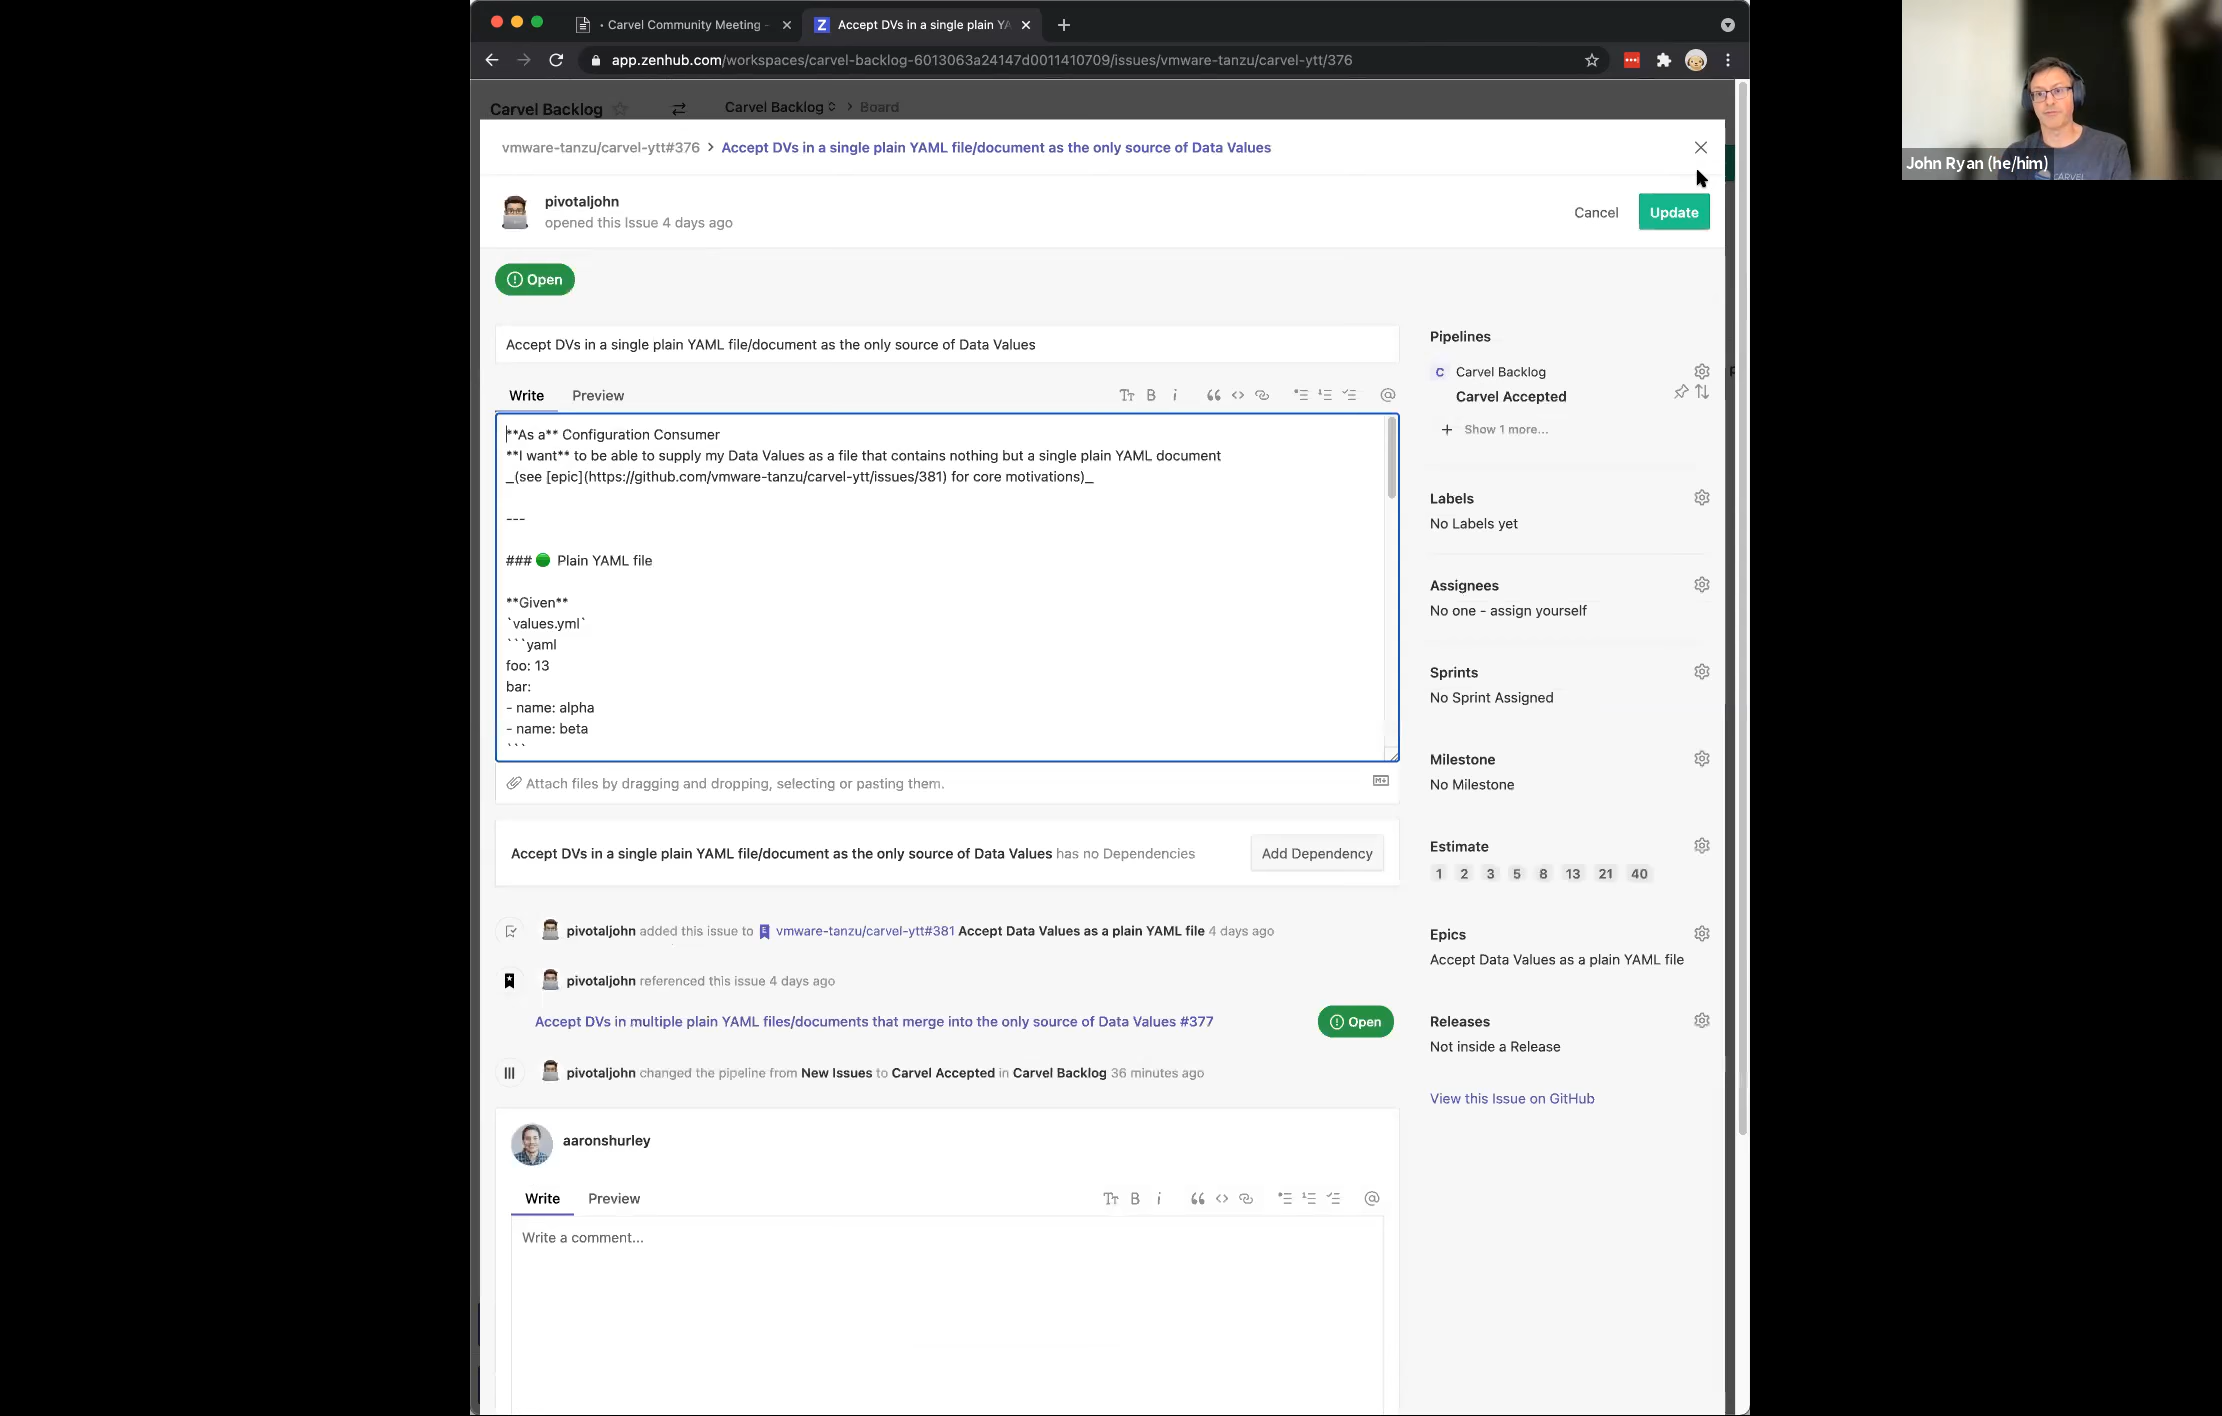 · Carvel Community Meeting -
Accept DVs in a single plain YA
app.zenhub.com/workspaces/carvel-backlog-6013063a24147d0011410709/issues/vmware-tanzu/carvel-ytt/376
Carvel Backlog
Carvel Backlog > Board
vmware-tanzu/carvel-ytt#376 > Accept DVs in a single plain YAML file/document as the only source of Data Values
pivotaljohn
opened this Issue 4 days ago
Cancel
Update
Open
Accept DVs in a single plain YAML file/document as the only source of Data Values
Write Preview
**As a** Configuration Consumer
**I want** to be able to supply my Data Values as a file that contains nothing but a single plain YAML document
_(see [epic](https://github.com/vmware-tanzu/carvel-ytt/issues/381) for core motivations)_
---
### 🟢 Plain YAML file
**Given**
`values.yml`
```yaml
foo: 13
bar:
- name: alpha
- name: beta
```
Attach files by dragging and dropping, selecting or pasting them.
Accept DVs in a single plain YAML file/document as the only source of Data Values has no Dependencies
Add Dependency
pivotaljohn added this issue to vmware-tanzu/carvel-ytt#381 Accept Data Values as a plain YAML file 4 days ago
pivotaljohn referenced this issue 4 days ago
Accept DVs in multiple plain YAML files/documents that merge into the only source of Data Values #377
Open
pivotaljohn changed the pipeline from New Issues to Carvel Accepted in Carvel Backlog 36 minutes ago
aaronshurley
Write Preview
Write a comment...
Pipelines
C Carvel Backlog
Carvel Accepted
+ Show 1 more...
Labels
No Labels yet
Assignees
No one - assign yourself
Sprints
No Sprint Assigned
Milestone
No Milestone
Estimate
1 2 3 5 8 13 21 40
Epics
Accept Data Values as a plain YAML file
Releases
Not inside a Release
View this Issue on GitHub
John Ryan (he/him)
CARVEL